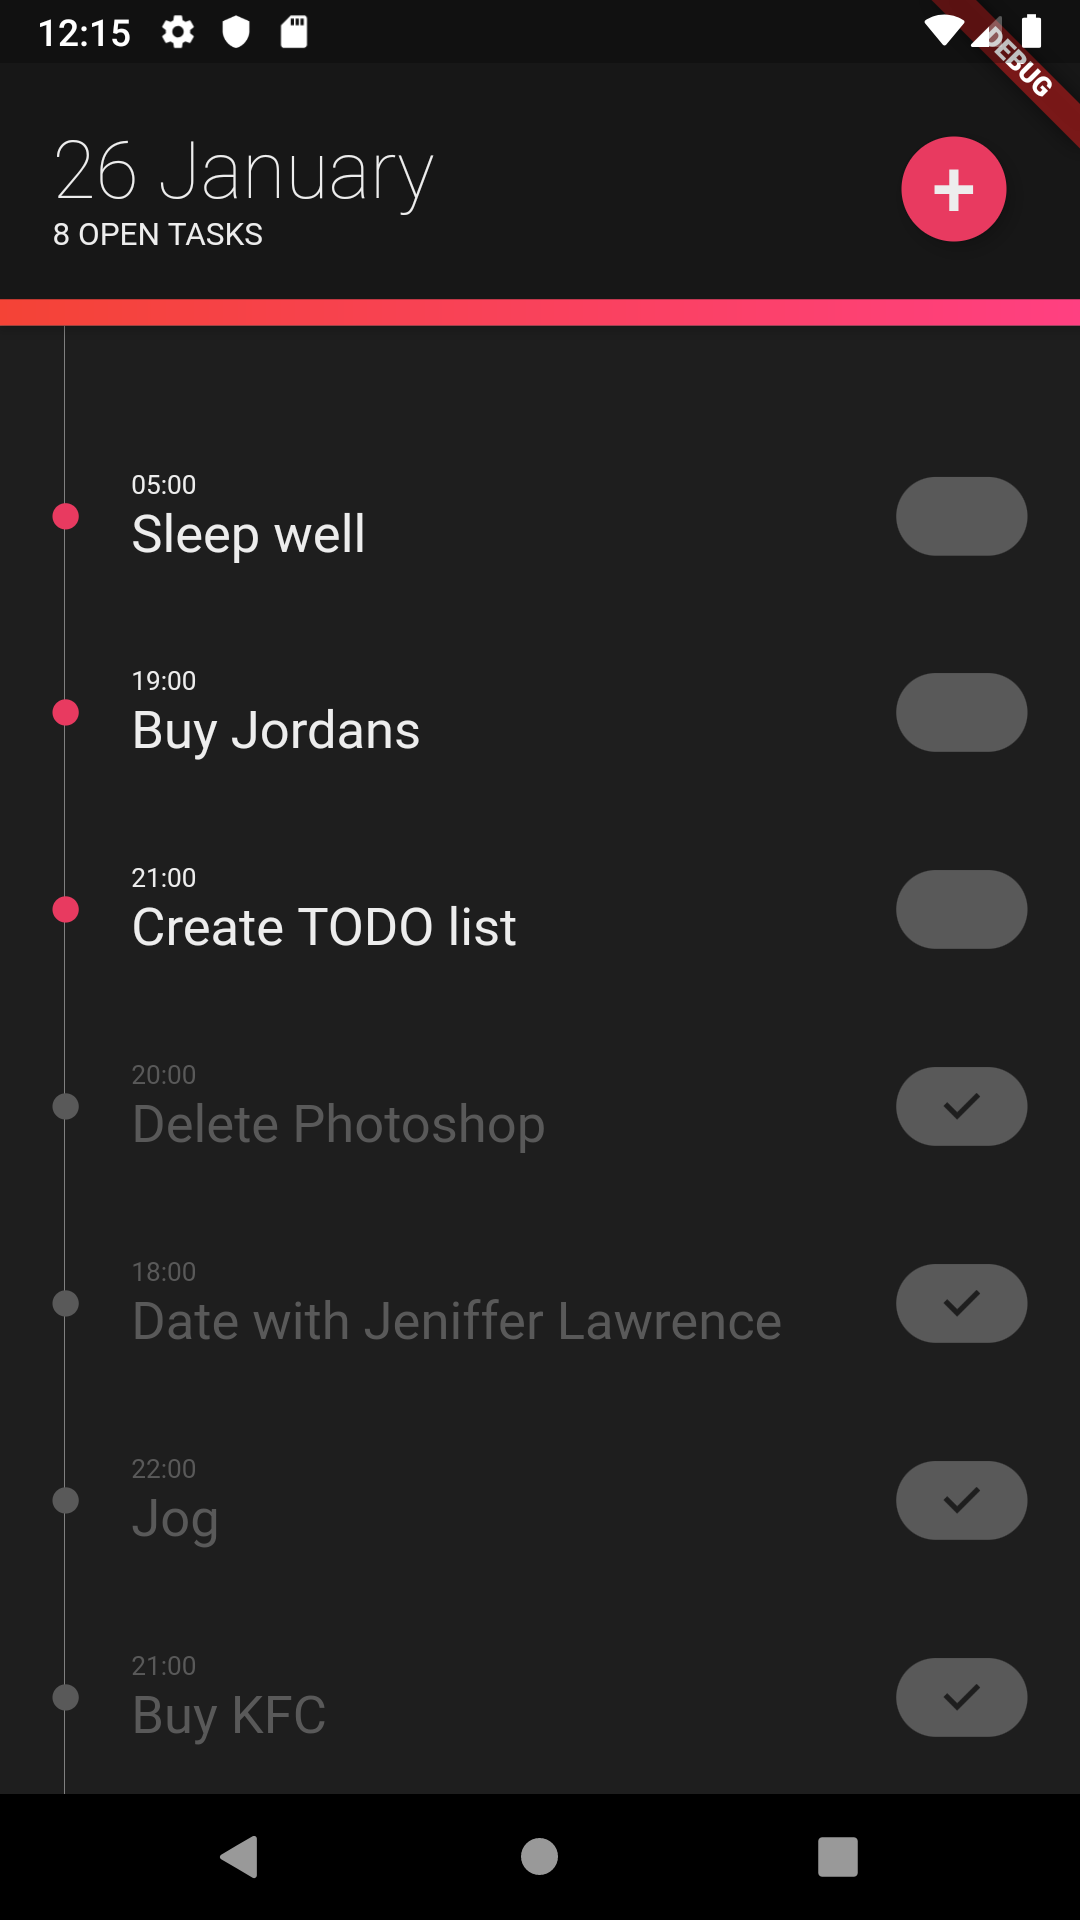 12:15
DEBUG
26 January
8 OPEN TASKS
05:00
Sleep well
19:00
Buy Jordans
21:00
Create TODO list
20:00
Delete Photoshop
18:00
Date with Jeniffer Lawrence
22:00
Jog
21:00
Buy KFC